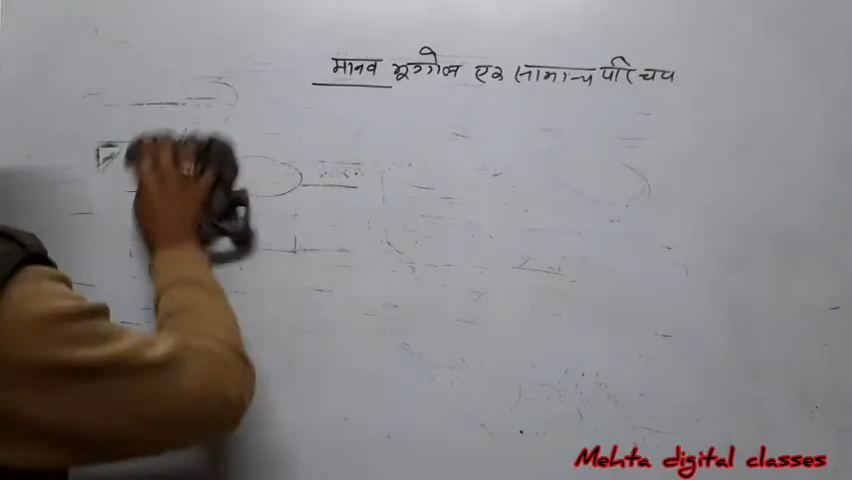 मानव भूगोल एक सामान्य परिचय
Mehta digital classes